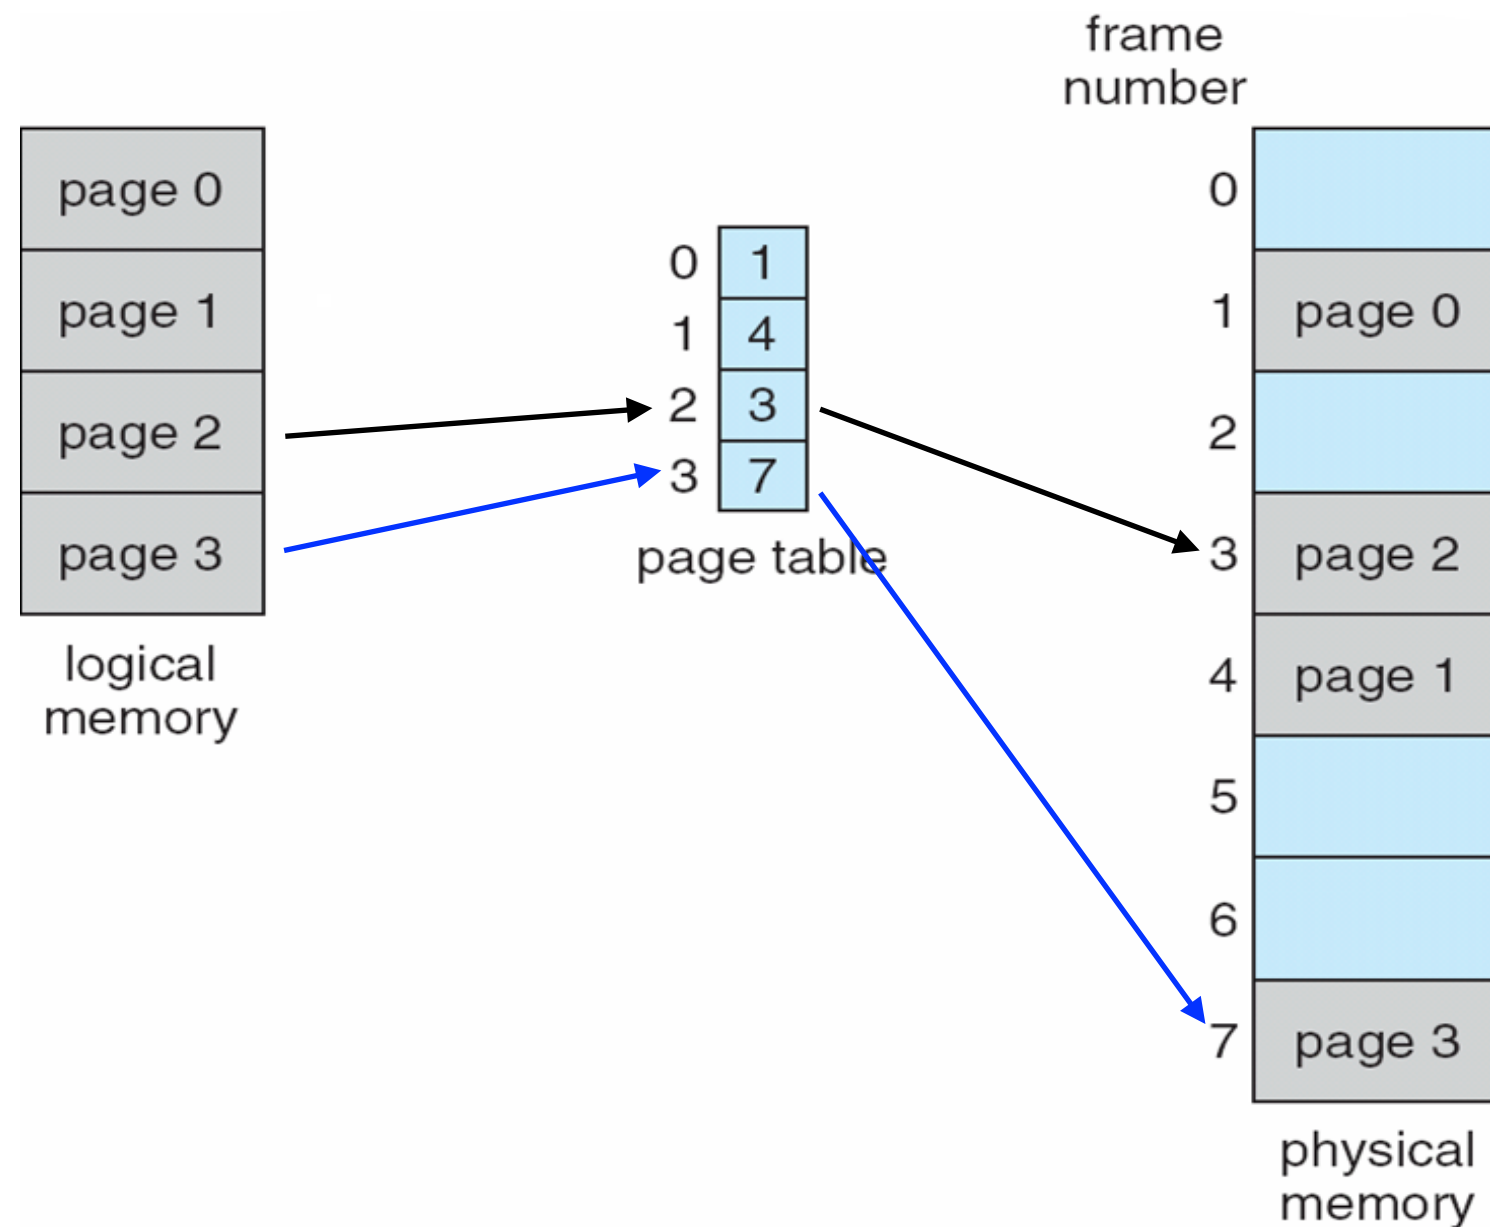 frame
number
page 0
page 1
page 2
page 3
logical
memory
0 1
1 4
2 3
3 7
page table
0
1 page 0
2
3 page 2
4 page 1
5
6
7 page 3
physical
memory